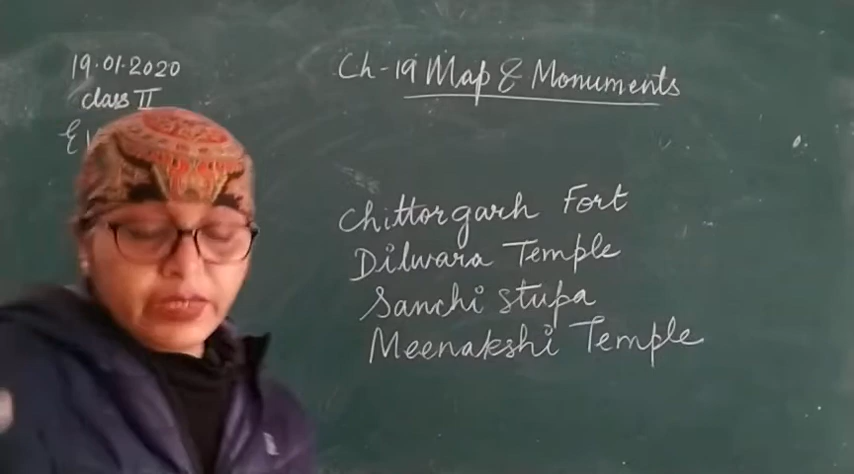 19.01.2020
Class II
Ch-19 Map & Monuments
Chittorgarh Fort
Dilwara Temple
Sanchi Stupa
Meenakshi Temple